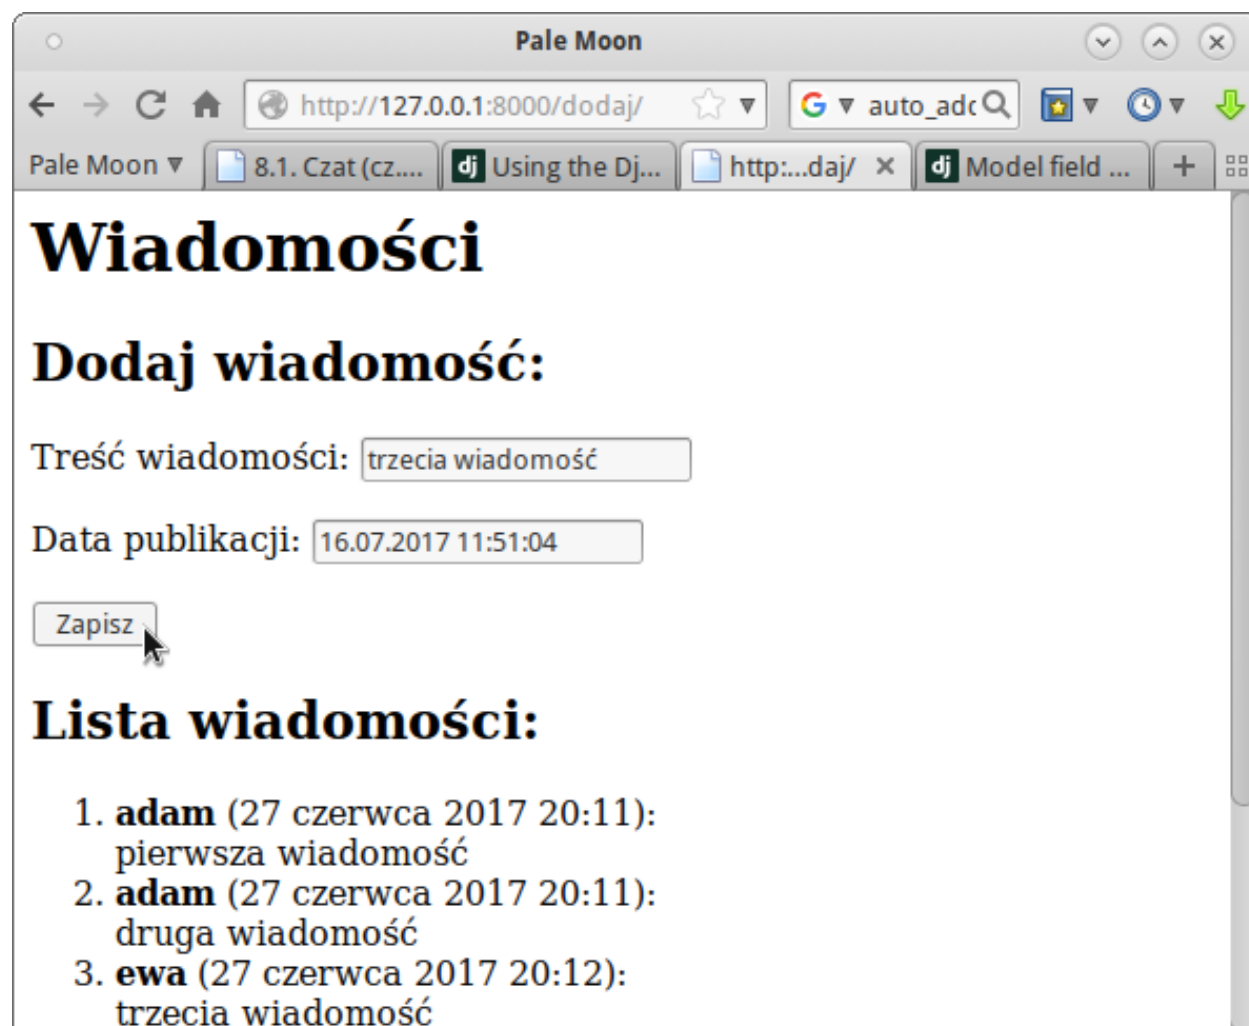 Pale Moon
http://127.0.0.1:8000/dodaj/ auto_adc
Pale Moon 8.1. Czat (cz.... dj Using the Dj... http:...daj/ dj Model field ...
Wiadomości
Dodaj wiadomość:
Treść wiadomości: trzecia wiadomość
Data publikacji: 16.07.2017 11:51:04
Zapisz
Lista wiadomości:
1. adam (27 czerwca 2017 20:11):
pierwsza wiadomość
2. adam (27 czerwca 2017 20:11):
druga wiadomość
3. ewa (27 czerwca 2017 20:12):
trzecia wiadomość